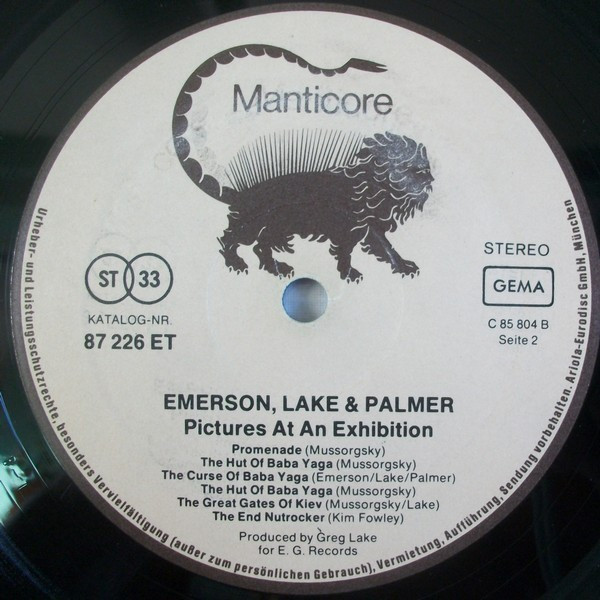 Manticore
ST 33
KATALOG-NR.
87 226 ET
STEREO
GEMA
C 85 804 B
Seite 2
EMERSON, LAKE & PALMER
Pictures At An Exhibition
Promenade (Mussorgsky)
The Hut Of Baba Yaga (Mussorgsky)
The Curse Of Baba Yaga (Emerson/Lake/Palmer)
The Hut Of Baba Yaga (Mussorgsky)
The Great Gates Of Kiev (Mussorgsky/Lake)
The End Nutrocker (Kim Fowley)
Produced by Greg Lake
for E. G. Records
Urheber- und Leistungsschutzrechte, besonders Vervielfältigung (außer zum persönlichen Gebrauch), Vermietung, Aufführung, Sendung vorbehalten. Ariola-Eurodisc GmbH, München